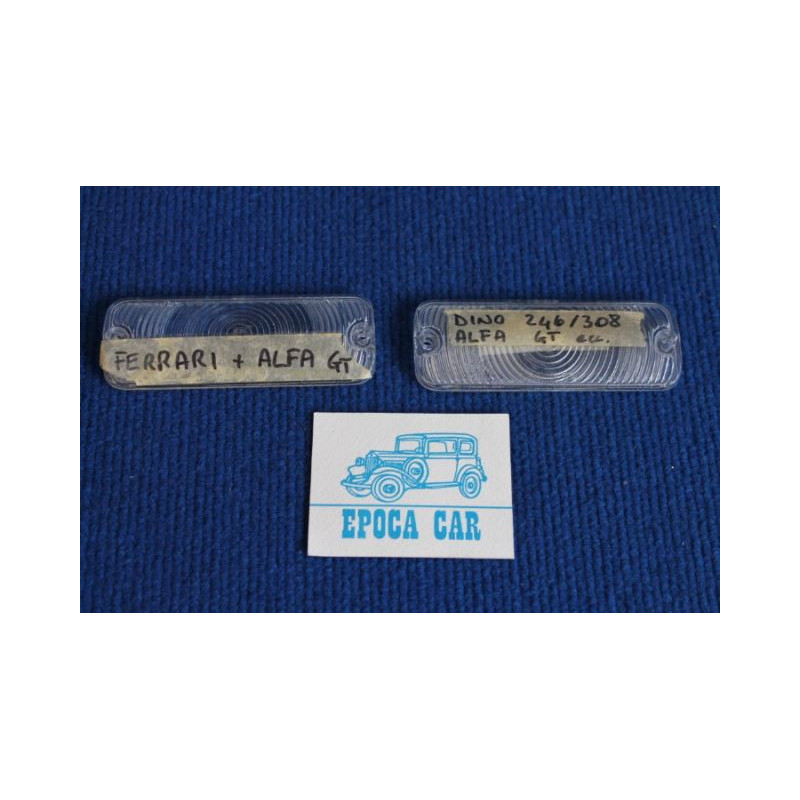 FERRARI + ALFA GT
DINO 246/308
ALFA GT ecc.
EPOCA CAR